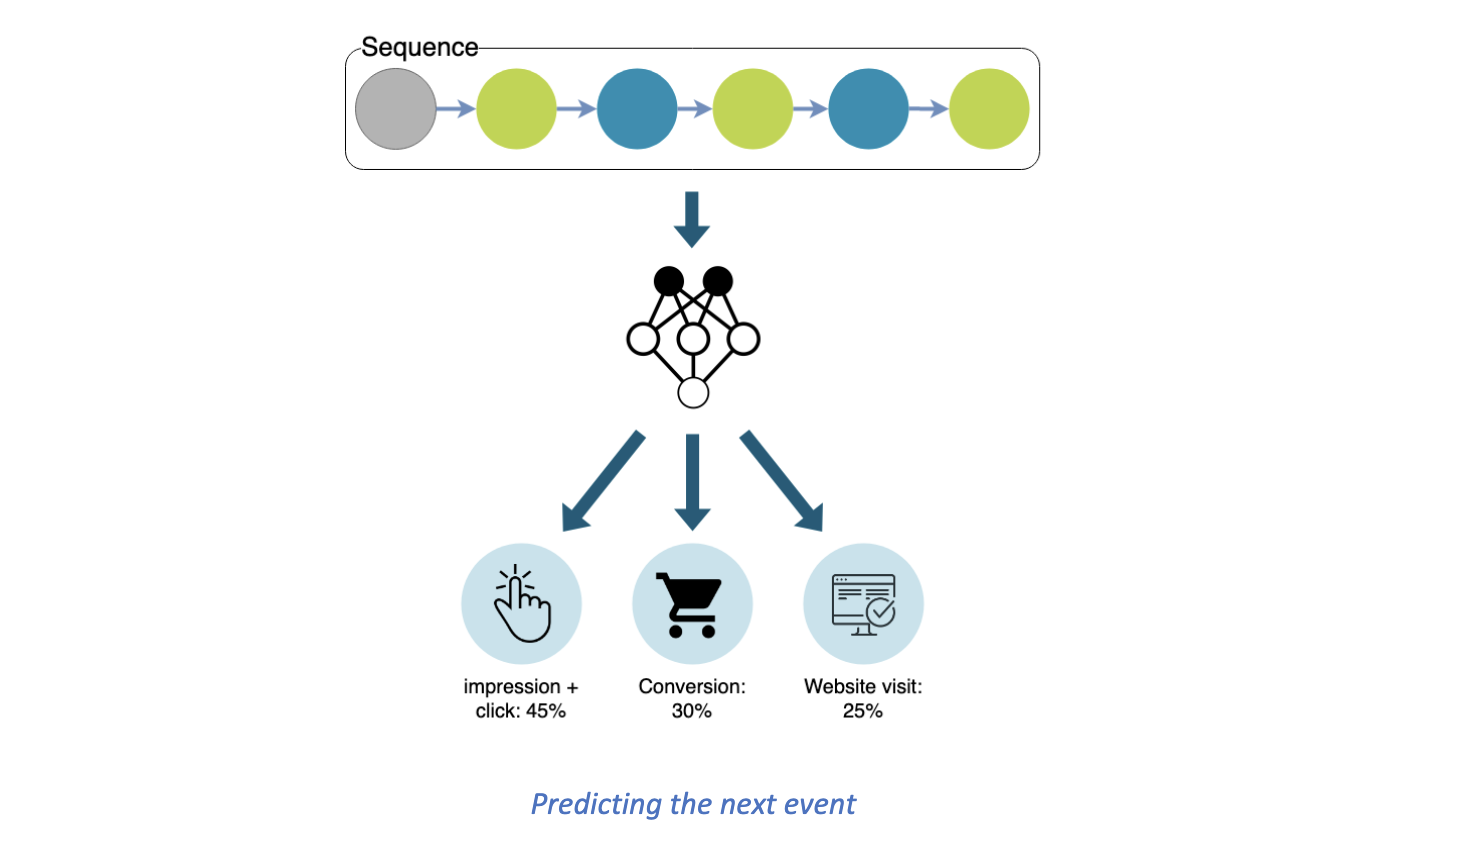 Sequence
impression +
click: 45%
Conversion:
30%
Website visit:
25%
Predicting the next event